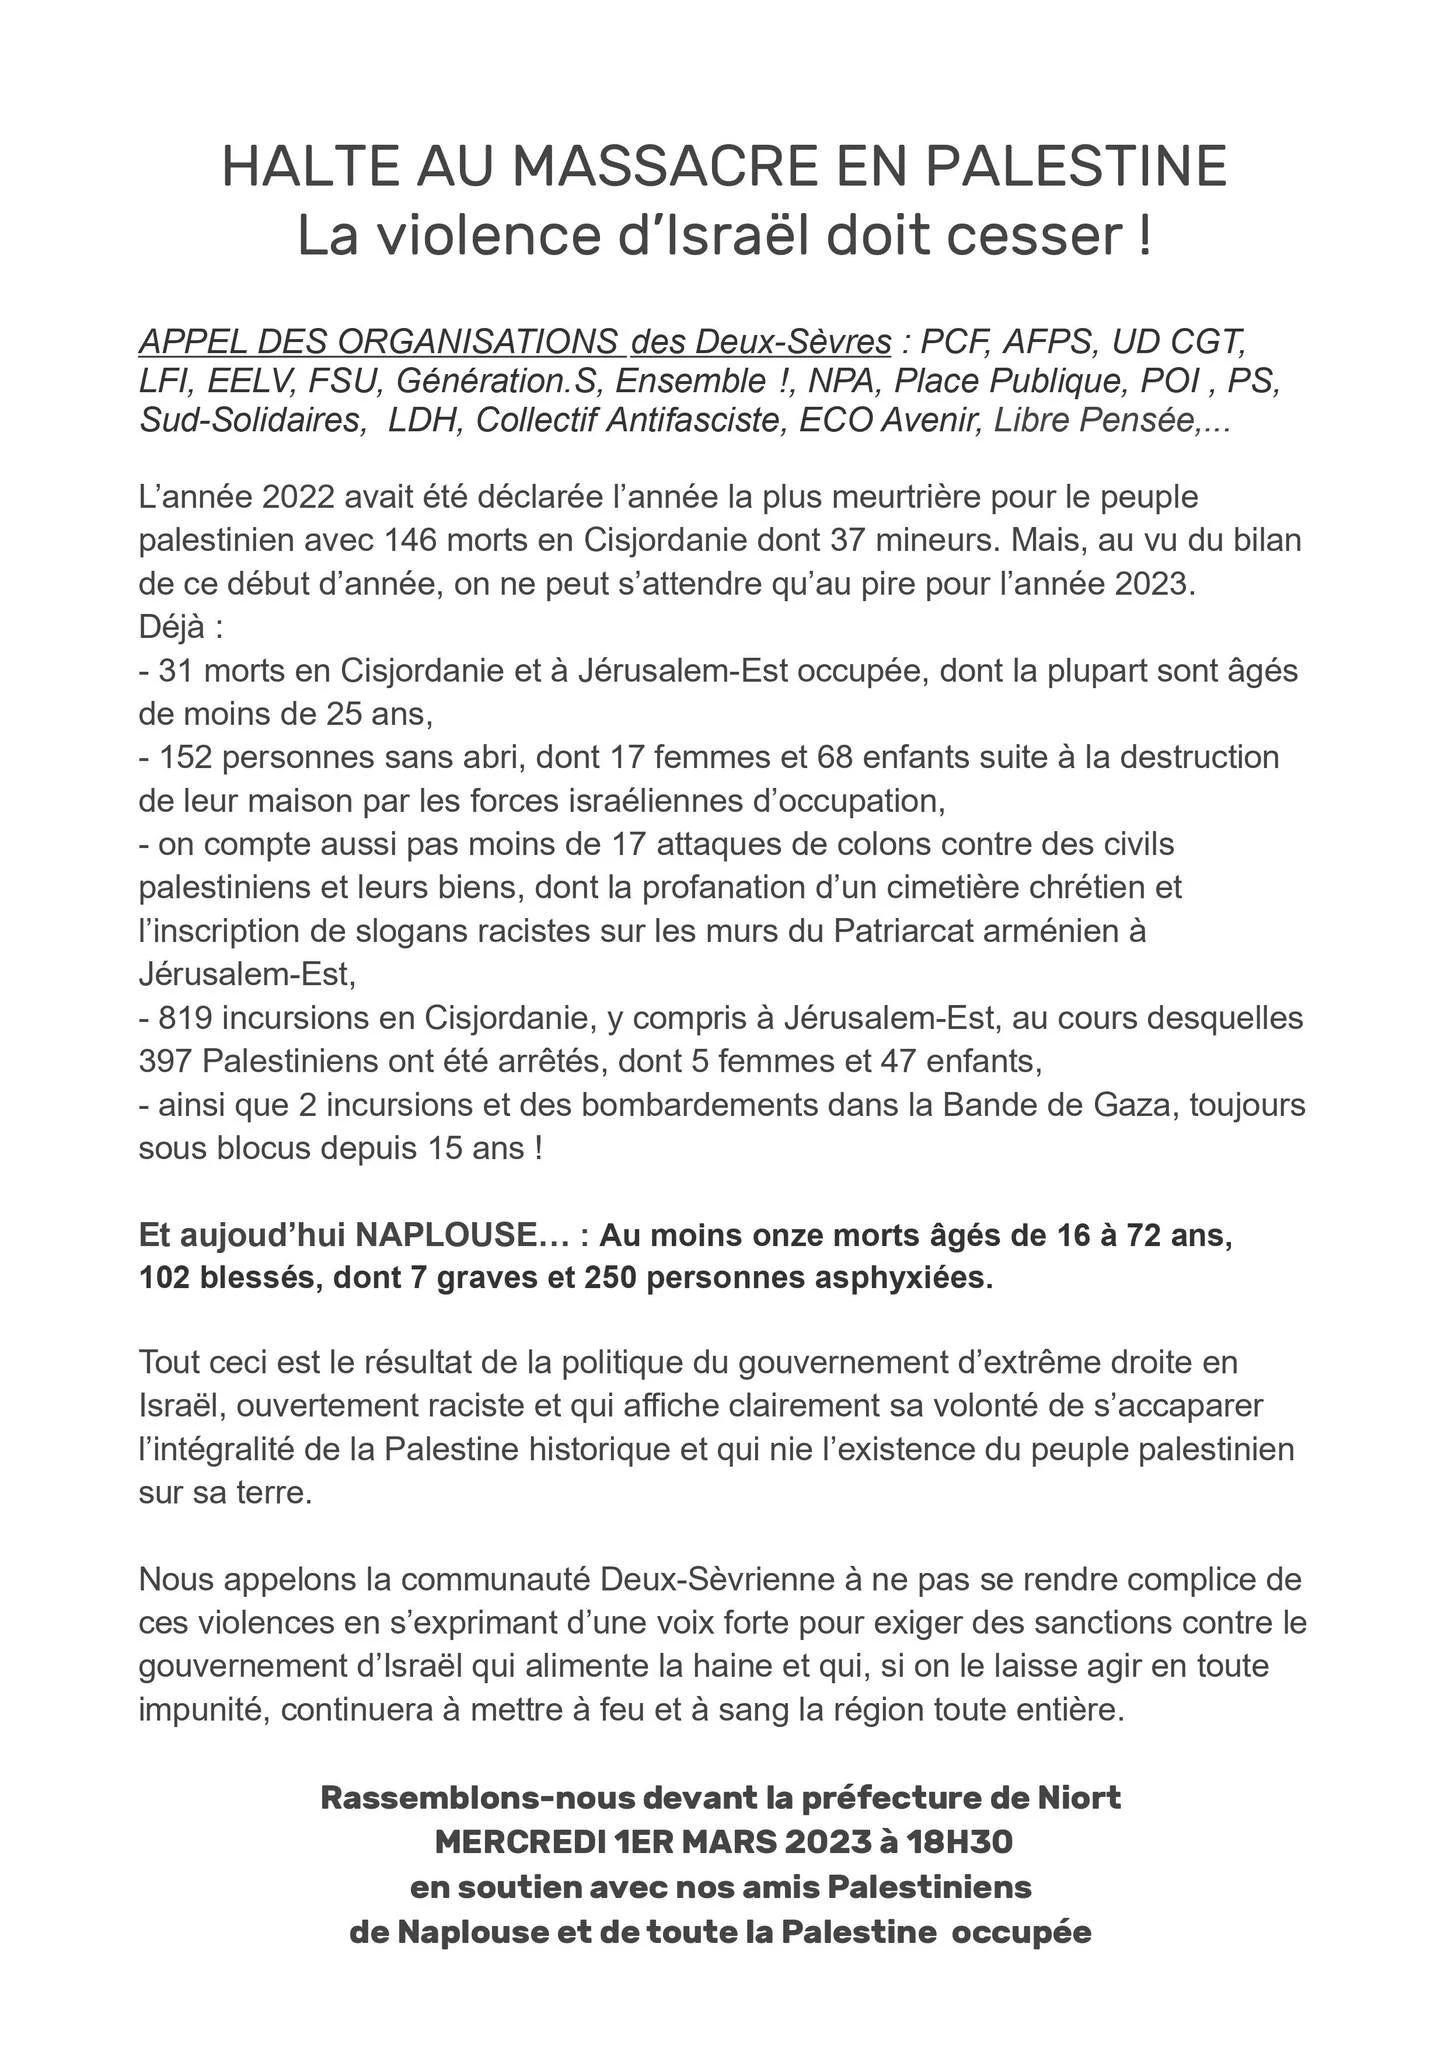 HALTE AU MASSACRE EN PALESTINE
La violence d’Israël doit cesser !
APPEL DES ORGANISATIONS des Deux-Sèvres : PCF, AFPS, UD CGT,
LFI, EELV, FSU, Génération.S, Ensemble !, NPA, Place Publique, POI , PS,
Sud-Solidaires,  LDH, Collectif Antifasciste, ECO Avenir, Libre Pensée,...
L’année 2022 avait été déclarée l’année la plus meurtrière pour le peuple
palestinien avec 146 morts en Cisjordanie dont 37 mineurs. Mais, au vu du bilan
de ce début d’année, on ne peut s’attendre qu’au pire pour l’année 2023.
Déjà :
- 31 morts en Cisjordanie et à Jérusalem-Est occupée, dont la plupart sont âgés
de moins de 25 ans,
- 152 personnes sans abri, dont 17 femmes et 68 enfants suite à la destruction
de leur maison par les forces israéliennes d’occupation,
- on compte aussi pas moins de 17 attaques de colons contre des civils
palestiniens et leurs biens, dont la profanation d’un cimetière chrétien et
l’inscription de slogans racistes sur les murs du Patriarcat arménien à
Jérusalem-Est,
- 819 incursions en Cisjordanie, y compris à Jérusalem-Est, au cours desquelles
397 Palestiniens ont été arrêtés, dont 5 femmes et 47 enfants,
- ainsi que 2 incursions et des bombardements dans la Bande de Gaza, toujours
sous blocus depuis 15 ans !
Et aujourd’hui NAPLOUSE… : Au moins onze morts âgés de 16 à 72 ans,
102 blessés, dont 7 graves et 250 personnes asphyxiées.
Tout ceci est le résultat de la politique du gouvernement d’extrême droite en
Israël, ouvertement raciste et qui affiche clairement sa volonté de s’accaparer
l’intégralité de la Palestine historique et qui nie l’existence du peuple palestinien
sur sa terre.
Nous appelons la communauté Deux-Sèvrienne à ne pas se rendre complice de
ces violences en s’exprimant d’une voix forte pour exiger des sanctions contre le
gouvernement d’Israël qui alimente la haine et qui, si on le laisse agir en toute
impunité, continuera à mettre à feu et à sang la région toute entière.
Rassemblons-nous devant la préfecture de Niort
MERCREDI 1ER MARS 2023 à 18H30
en soutien avec nos amis Palestiniens
de Naplouse et de toute la Palestine  occupée